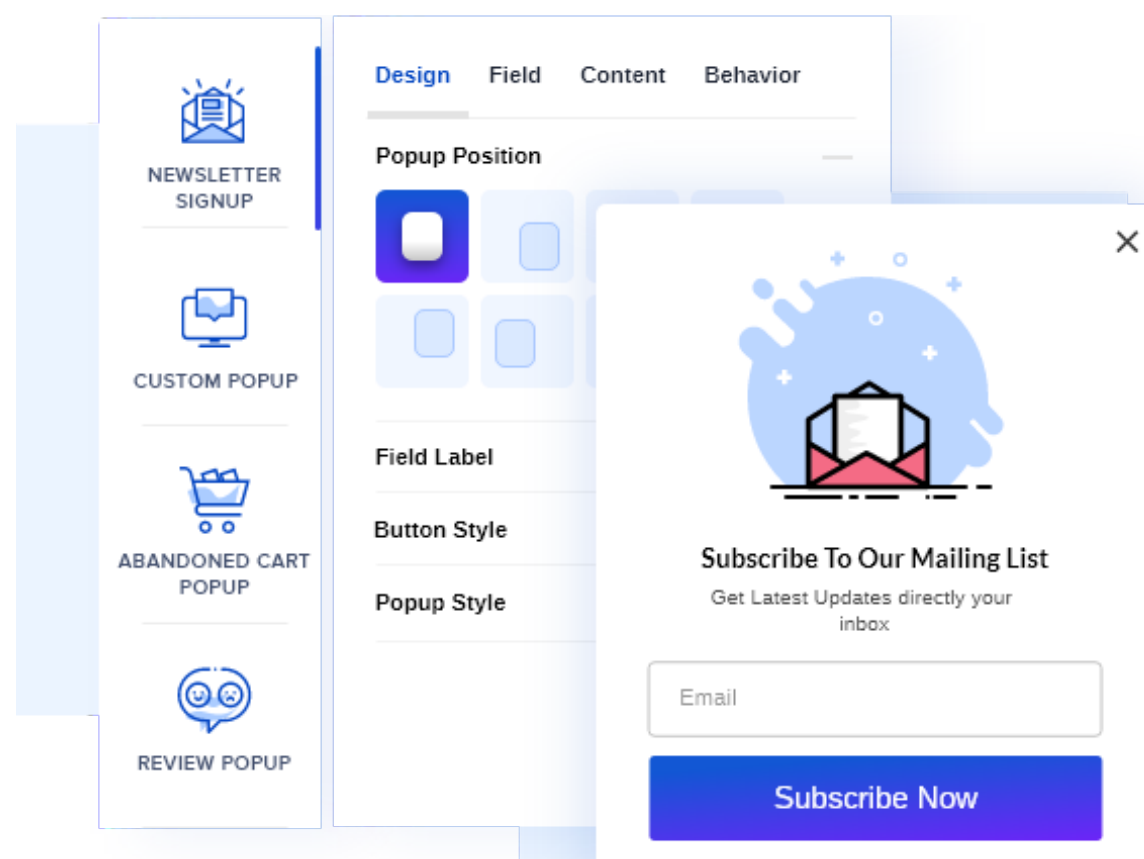 NEWSLETTER
SIGNUP
CUSTOM POPUP
ABANDONED CART
POPUP
REVIEW POPUP
Design Field Content Behavior
Popup Position
Field Label
Button Style
Popup Style
Subscribe To Our Mailing List
Get Latest Updates directly your
inbox
Email
Subscribe Now